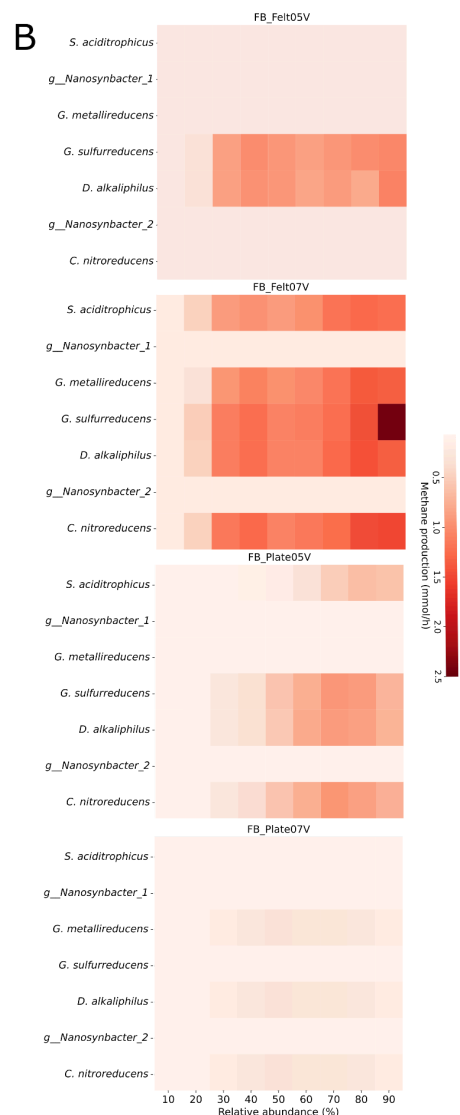 B
FB_Felt05V
S. aciditrophicus
g__Nanosynbacter_1
G. metallireducens
G. sulfurreducens
D. alkaliphilus
g__Nanosynbacter_2
C. nitroreducens
FB_Felt07V
S. aciditrophicus
g__Nanosynbacter_1
G. metallireducens
G. sulfurreducens
D. alkaliphilus
g__Nanosynbacter_2
C. nitroreducens
0.5
1.0
1.5
2.0
2.5
Methane production (mmol/h)
FB_Plate05V
S. aciditrophicus
g__Nanosynbacter_1
G. metallireducens
G. sulfurreducens
D. alkaliphilus
g__Nanosynbacter_2
C. nitroreducens
FB_Plate07V
S. aciditrophicus
g__Nanosynbacter_1
G. metallireducens
G. sulfurreducens
D. alkaliphilus
g__Nanosynbacter_2
C. nitroreducens
10 20 30 40 50 60 70 80 90
Relative abundance (%)